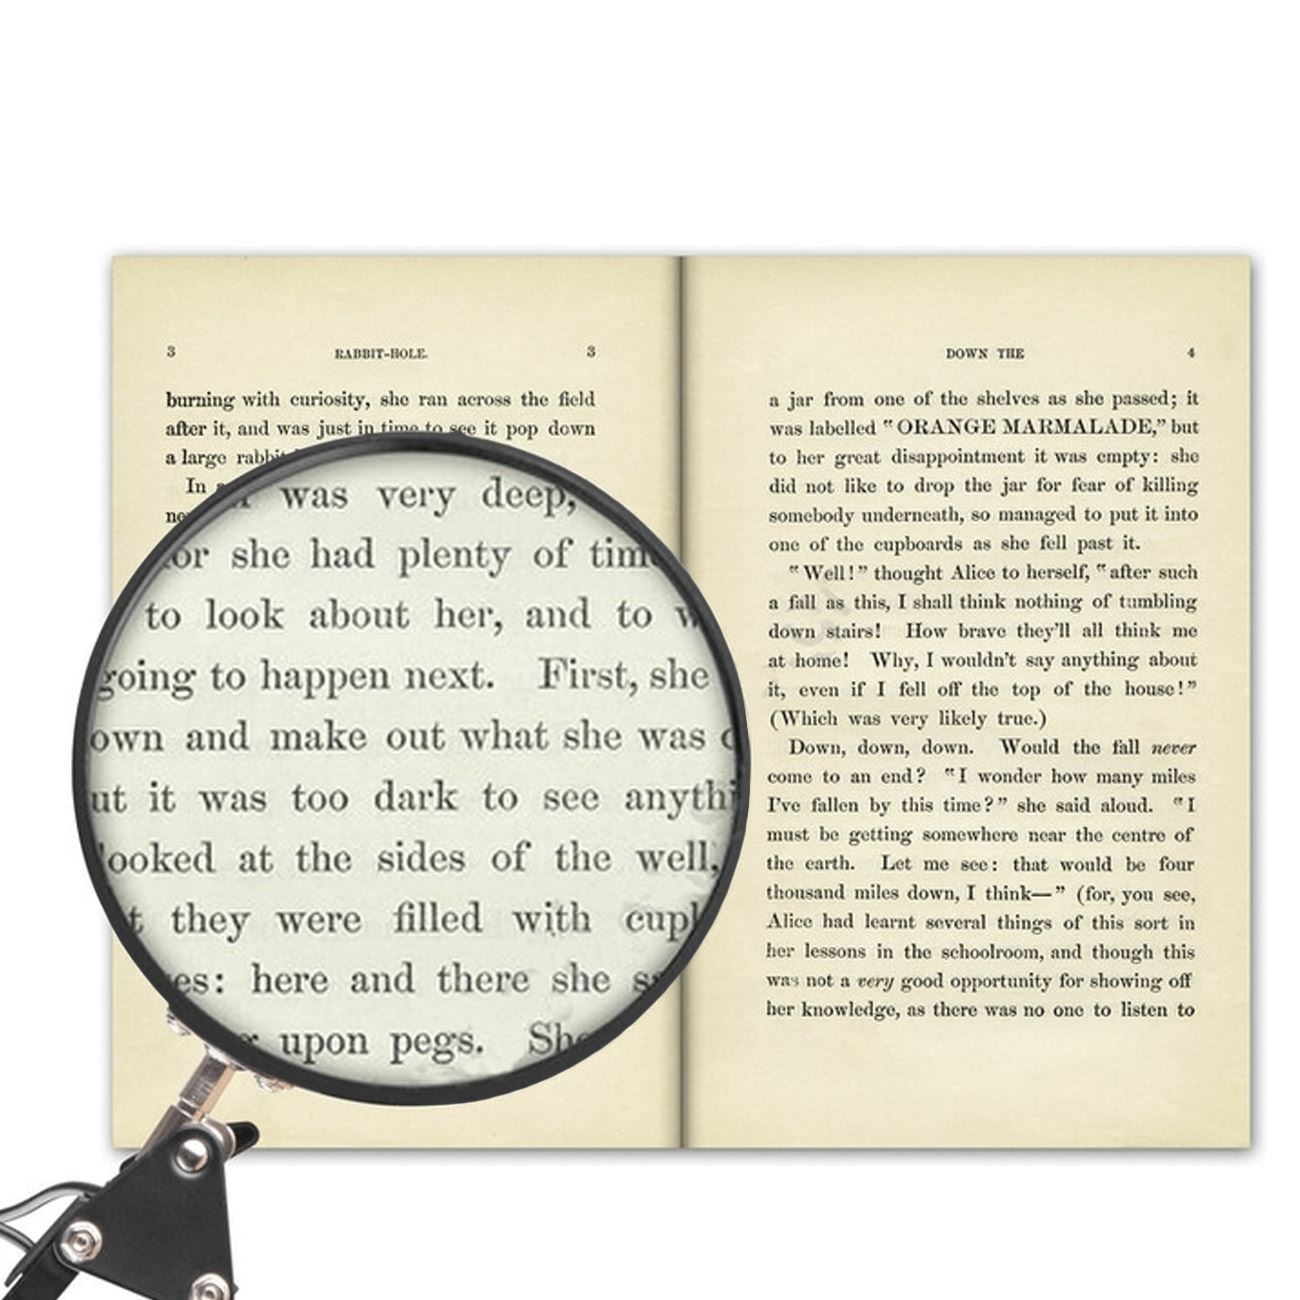 3 RABBIT-HOLE. 3
burning with curiosity, she ran across the field
after it, and was just in time to see it pop down
a large rabbit
In
was very deep,
she had plenty of
to look about her, and to
going to happen next. First, she
and make out what she was
it was too dark to see
at the sides of the well,
they were filled with
here and there she
upon pegs. She
DOWN THE 4
a jar from one of the shelves as she passed; it
was labelled "ORANGE MARMALADE," but
to her great disappointment it was empty: she
did not like to drop the jar for fear of killing
somebody underneath, so managed to put it into
one of the cupboards as she fell past it.
"Well!" thought Alice to herself, "after such
a fall as this, I shall think nothing of tumbling
down stairs! How brave they'll all think me
at home! Why, I wouldn't say anything about
it, even if I fell off the top of the house!"
(Which was very likely true.)
Down, down, down. Would the fall never
come to an end? "I wonder how many miles
I've fallen by this time?" she said aloud. "I
must be getting somewhere near the centre of
the earth. Let me see: that would be four
thousand miles down, I think—" (for, you see,
Alice had learnt several things of this sort in
her lessons in the schoolroom, and though this
was not a very good opportunity for showing off
her knowledge, as there was no one to listen to